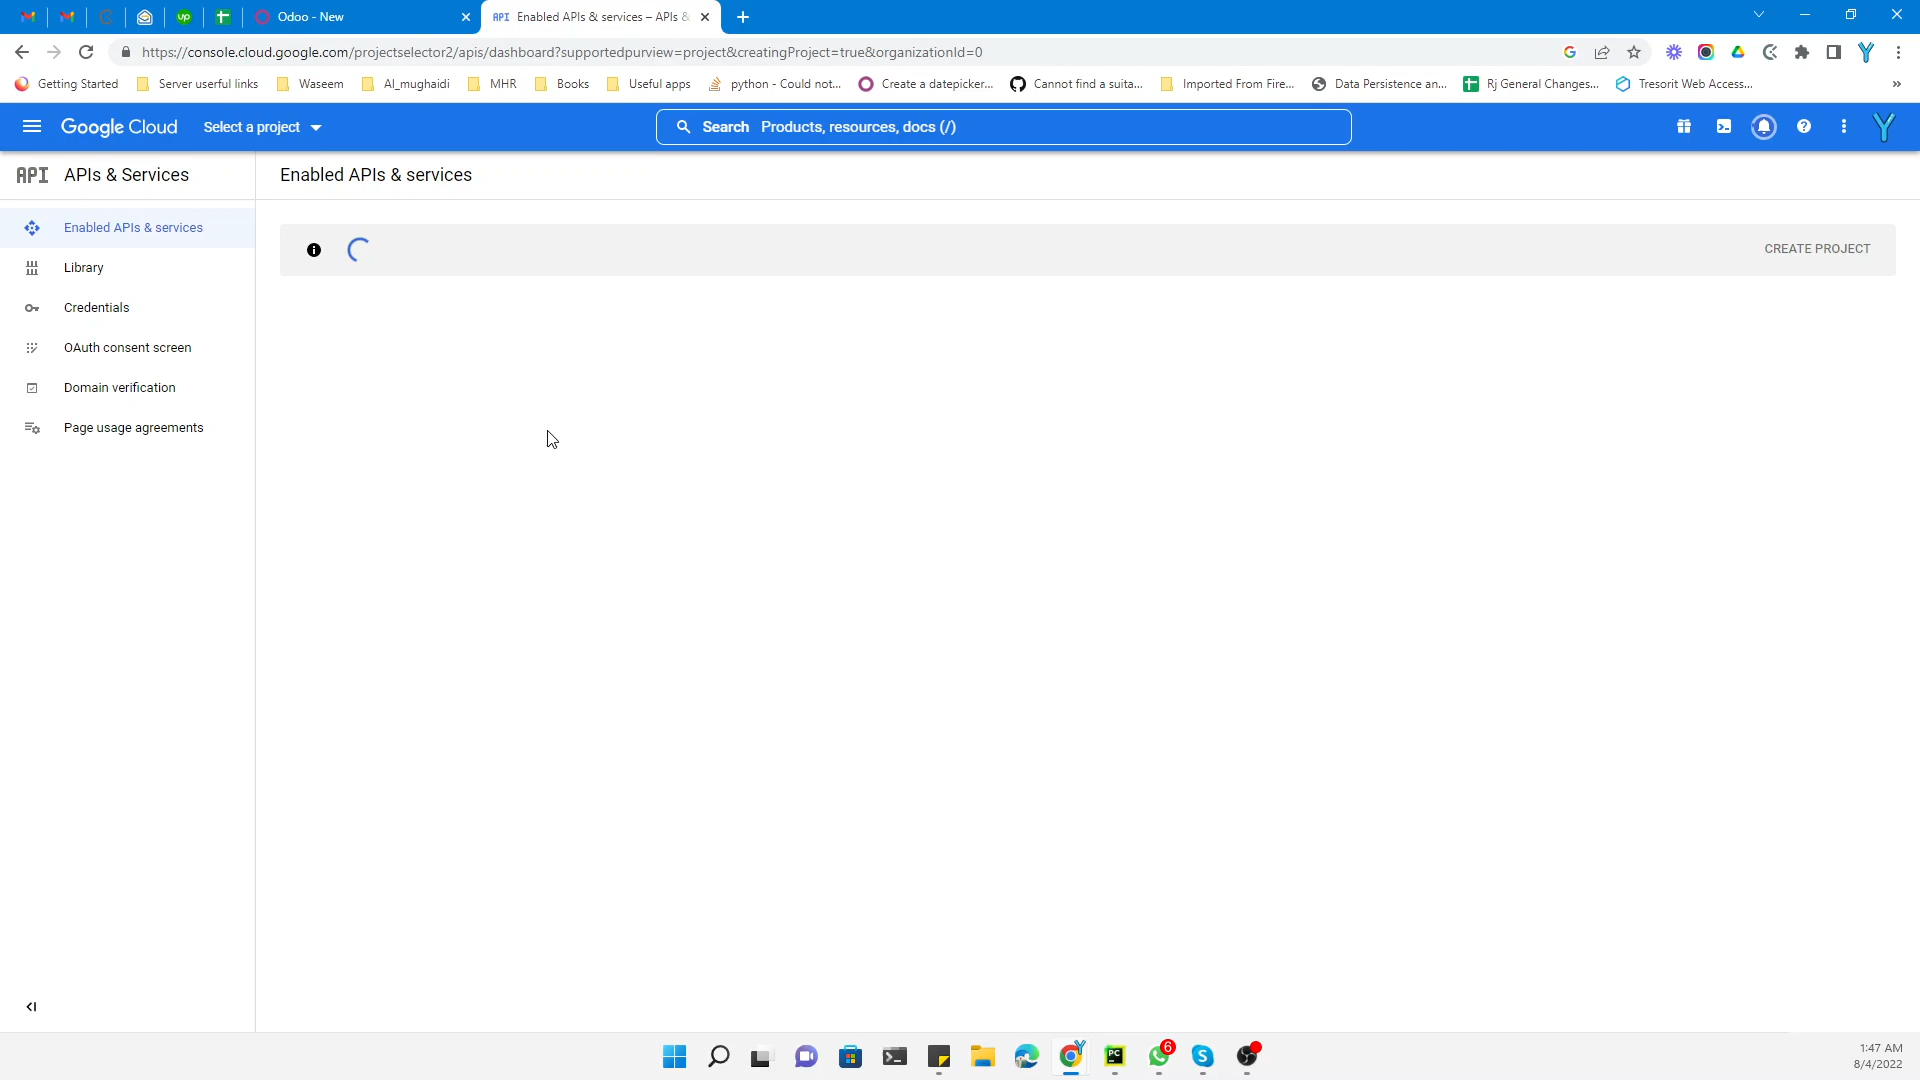 up
Odoo - New
API Enabled APIs & services – APIs &
https://console.cloud.google.com/projectselector2/apis/dashboard?supportedpurview=project&creatingProject=true&organizationId=0
Getting Started
Server userful links
Waseem
Al_mughaidi
MHR
Books
Useful apps
python - Could not...
Create a datepicker...
Cannot find a suita...
Imported From Fire...
Data Persistence an...
Rj General Changes...
Tresorit Web Access...
»
Google Cloud
Select a project
Search Products, resources, docs (/)
API APIs & Services
Enabled APIs & services
Enabled APIs & services
CREATE PROJECT
Library
Credentials
OAuth consent screen
Domain verification
Page usage agreements
PC
6
1:47 AM
8/4/2022